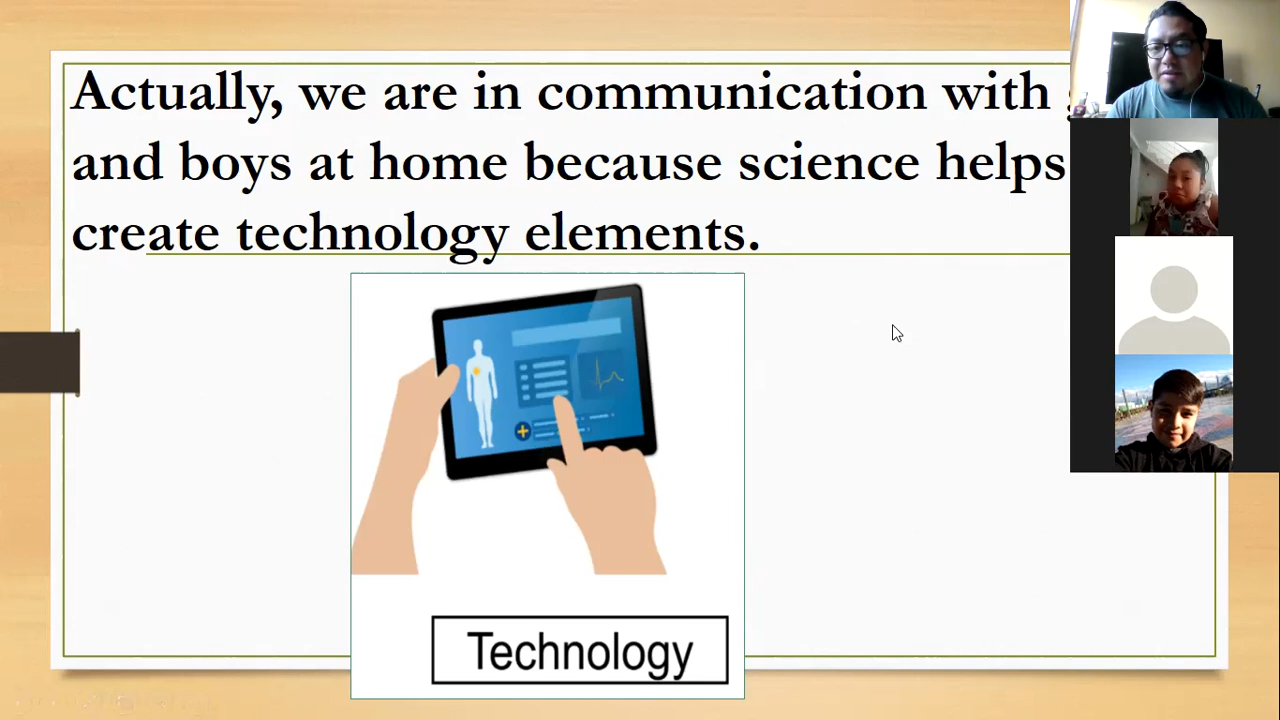 Actually, we are in communication with
and boys at home because science helps
create technology elements.
Technology